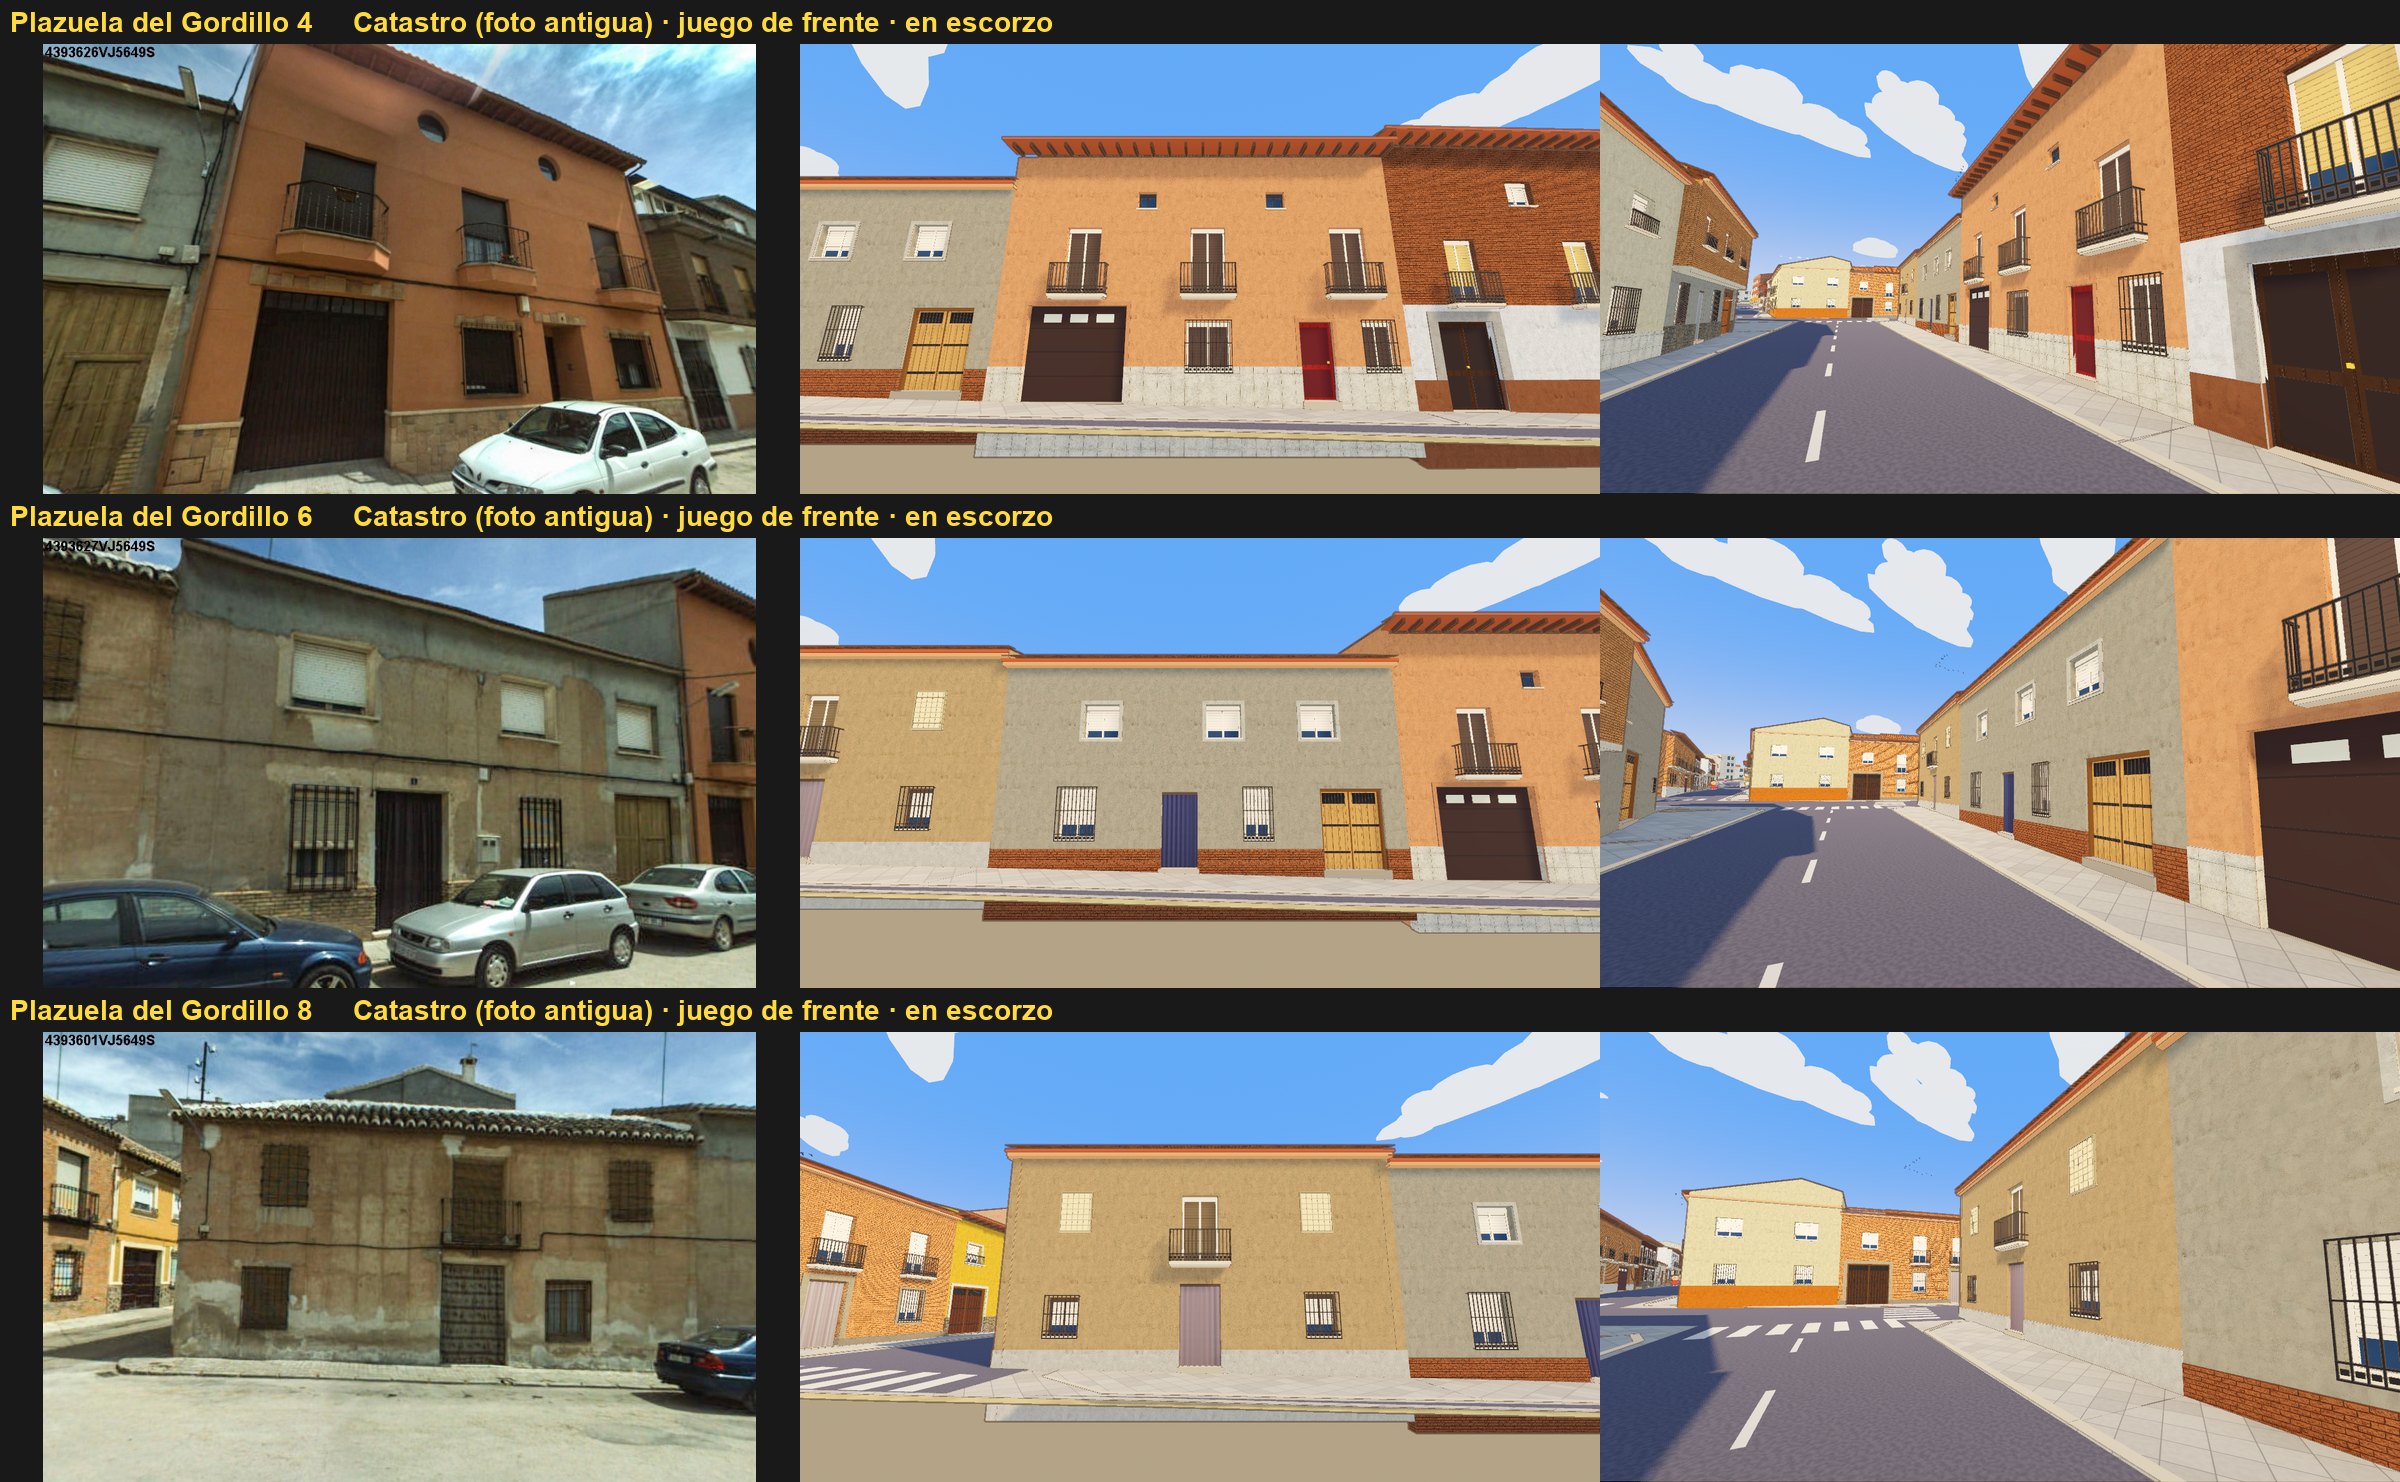 Plazuela del Gordillo 4 Catastro (foto antigua) · juego de frente · en escorzo
4393626VJ5649S
Plazuela del Gordillo 6 Catastro (foto antigua) · juego de frente · en escorzo
4393627VJ5649S
Plazuela del Gordillo 8 Catastro (foto antigua) · juego de frente · en escorzo
4393601VJ5649S